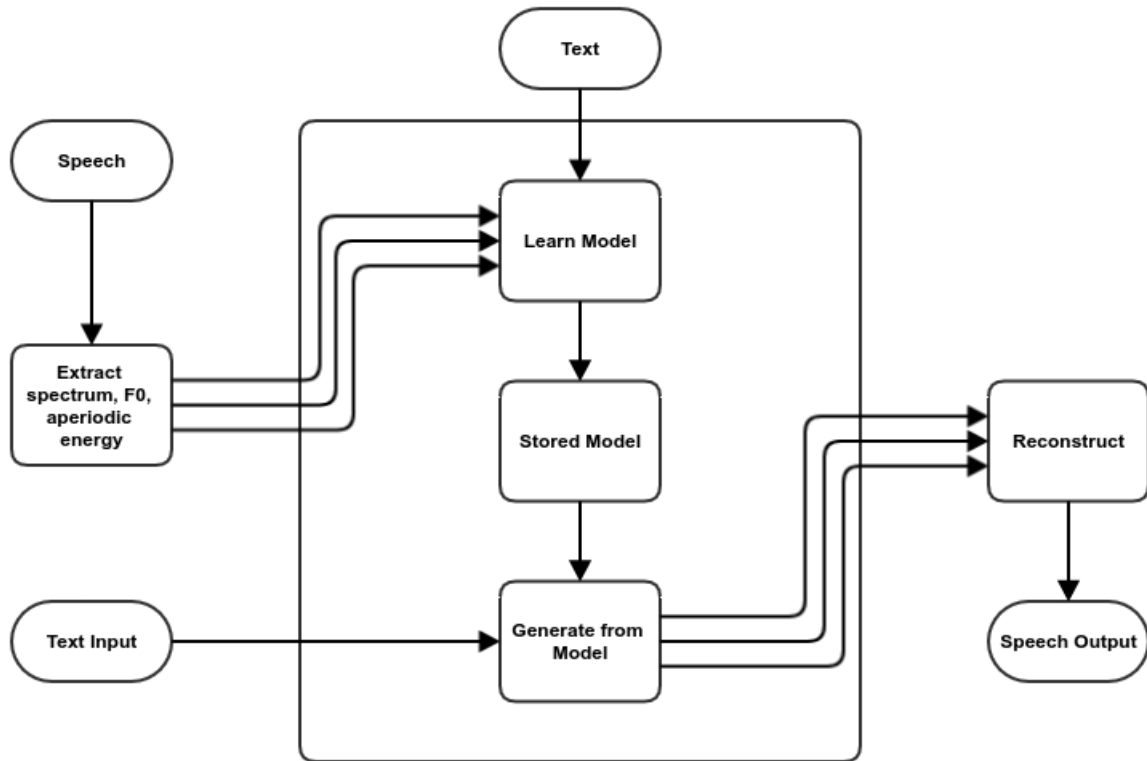 Text
Speech
Learn Model
Extract
spectrum, F0,
aperiodic
energy
Stored Model
Reconstruct
Text Input
Generate from
Model
Speech Output